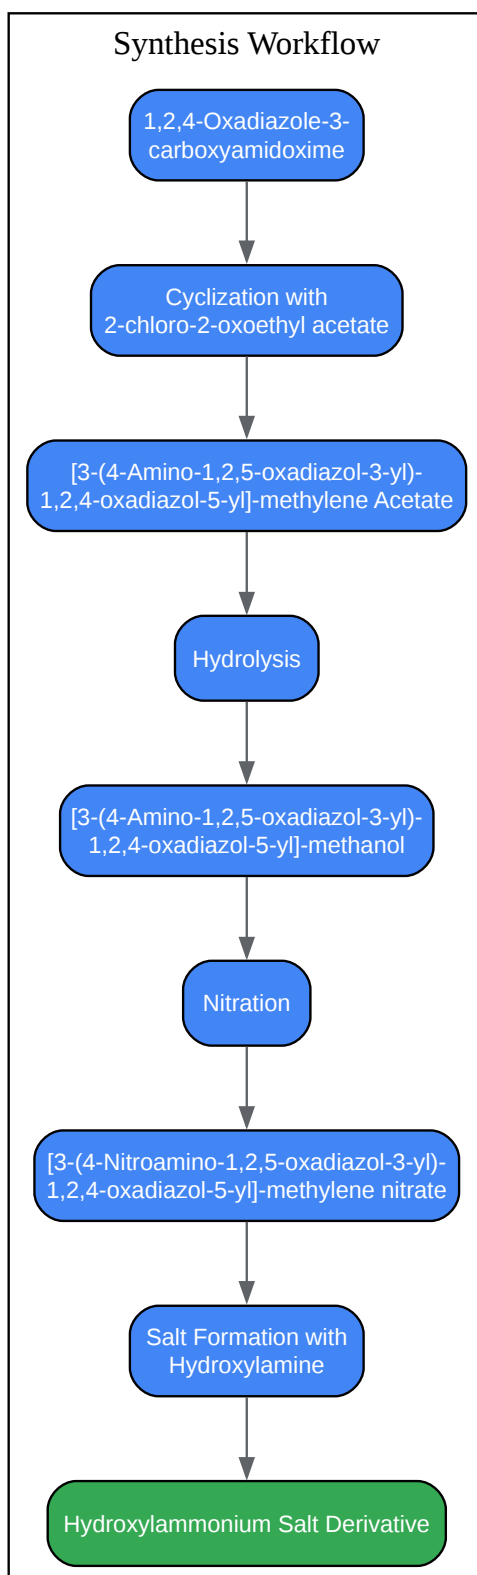 Synthesis Workflow
1,2,4-Oxadiazole-3-
carboxyamidoxime
Cyclization with
2-chloro-2-oxoethyl acetate
[3-(4-Amino-1,2,5-oxadiazol-3-yl)-
1,2,4-oxadiazol-5-yl]-methylene Acetate
Hydrolysis
[3-(4-Amino-1,2,5-oxadiazol-3-yl)-
1,2,4-oxadiazol-5-yl]-methanol
Nitration
[3-(4-Nitroamino-1,2,5-oxadiazol-3-yl)-
1,2,4-oxadiazol-5-yl]-methylene nitrate
Salt Formation with
Hydroxylamine
Hydroxylammonium Salt Derivative